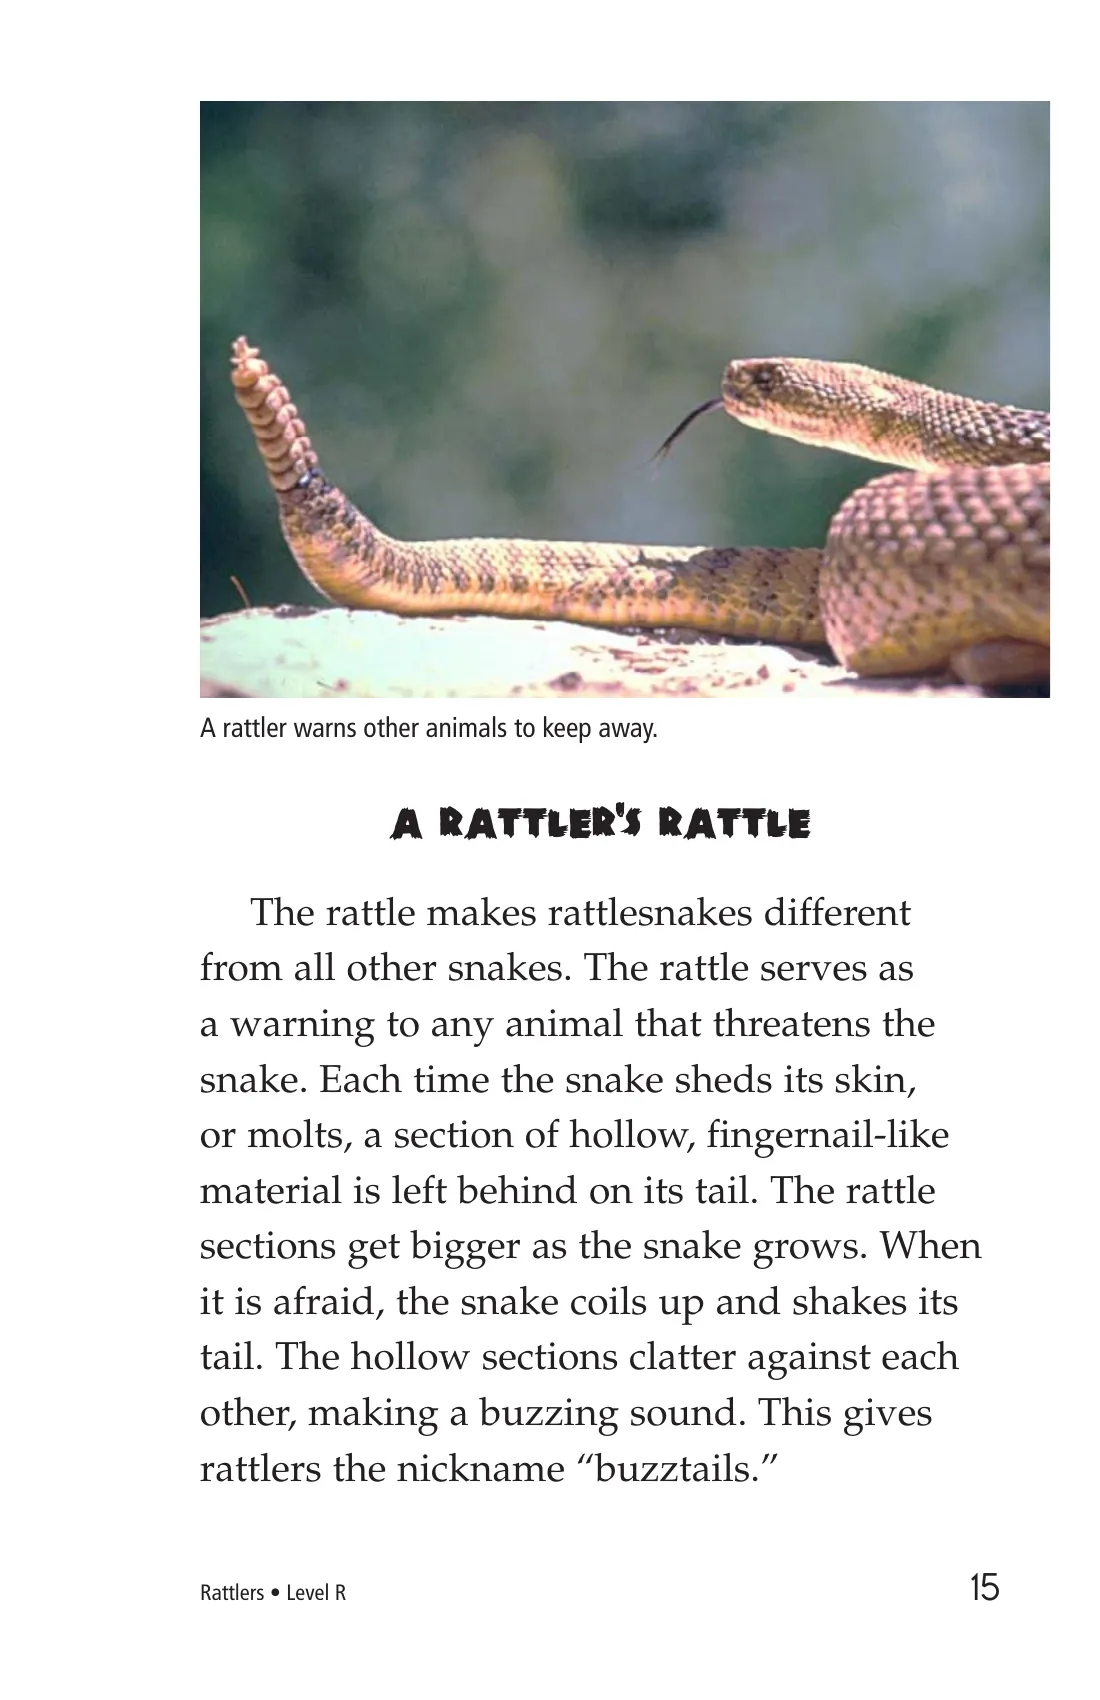 A rattler warns other animals to keep away.
A RATTLER'S RATTLE
The rattle makes rattlesnakes different
from all other snakes. The rattle serves as
a warning to any animal that threatens the
snake. Each time the snake sheds its skin,
or molts, a section of hollow, fingernail-like
material is left behind on its tail. The rattle
sections get bigger as the snake grows. When
it is afraid, the snake coils up and shakes its
tail. The hollow sections clatter against each
other, making a buzzing sound. This gives
rattlers the nickname “buzztails.”
Rattlers • Level R 15